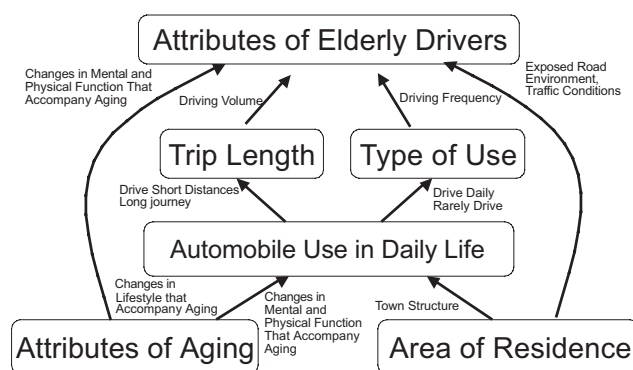 Attributes of Elderly Drivers
Changes in Mental and
Physical Function That
Accompany Aging
Exposed Road
Environment,
Traffic Conditions
Driving Volume
Driving Frequency
Trip Length
Type of Use
Drive Short Distances
Long journey
Drive Daily
Rarely Drive
Automobile Use in Daily Life
Changes in
Lifestyle that
Accompany Aging
Changes in
Mental and
Physical Function
That Accompany
Aging
Town Structure
Attributes of Aging
Area of Residence